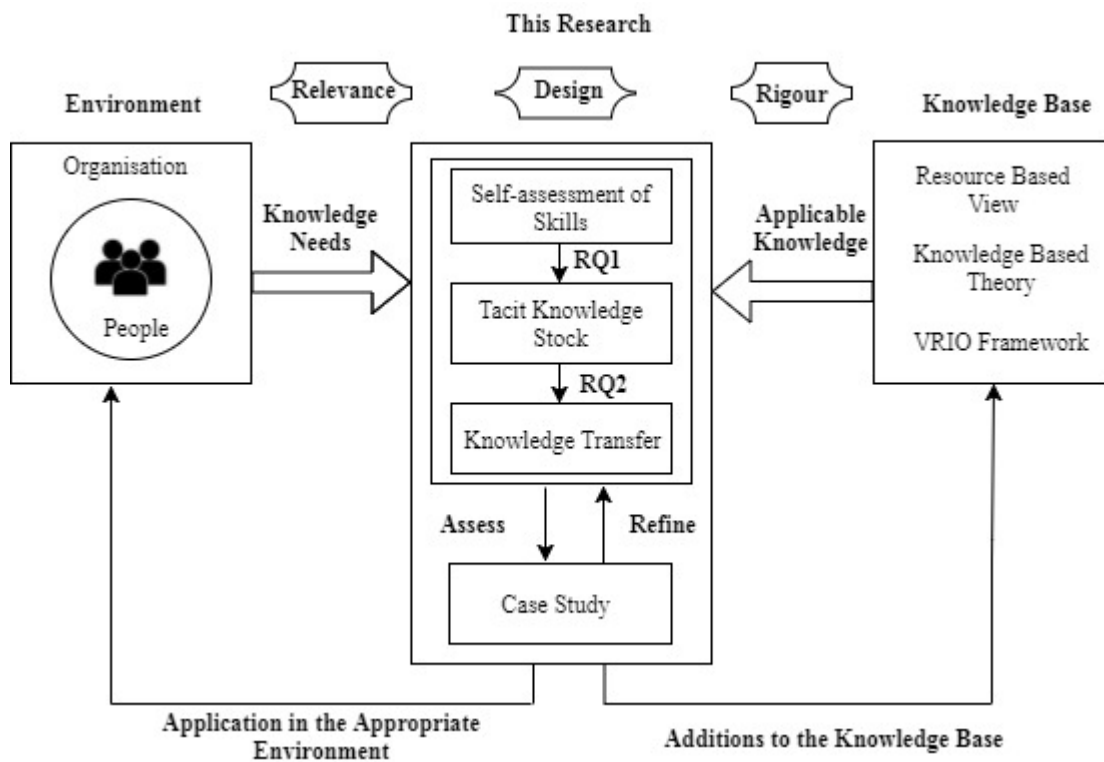 This Research
Relevance
Design
Rigour
Environment
Knowledge Base
Organisation
People
Knowledge
Needs
Self-assessment of
Skills
RQ1
Tacit Knowledge
Stock
RQ2
Knowledge Transfer
Assess
Refine
Case Study
Applicable
Knowledge
Resource Based
View
Knowledge Based
Theory
VRIO Framework
Application in the Appropriate
Environment
Additions to the Knowledge Base